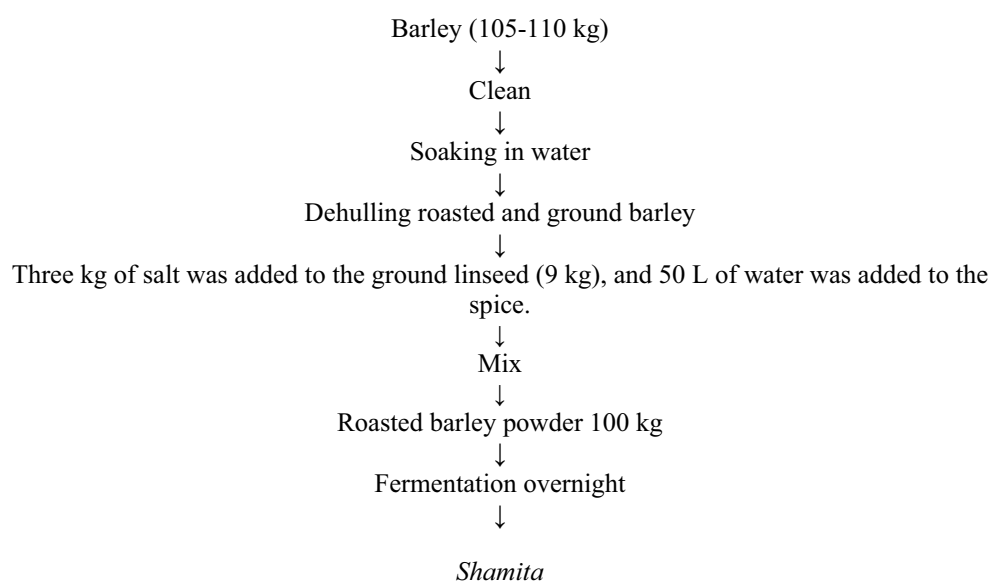 Barley (105-110 kg)
↓
Clean
↓
Soaking in water
↓
Dehulling roasted and ground barley
↓
Three kg of salt was added to the ground linseed (9 kg), and 50 L of water was added to the
spice.
↓
Mix
↓
Roasted barley powder 100 kg
↓
Fermentation overnight
↓
Shamita